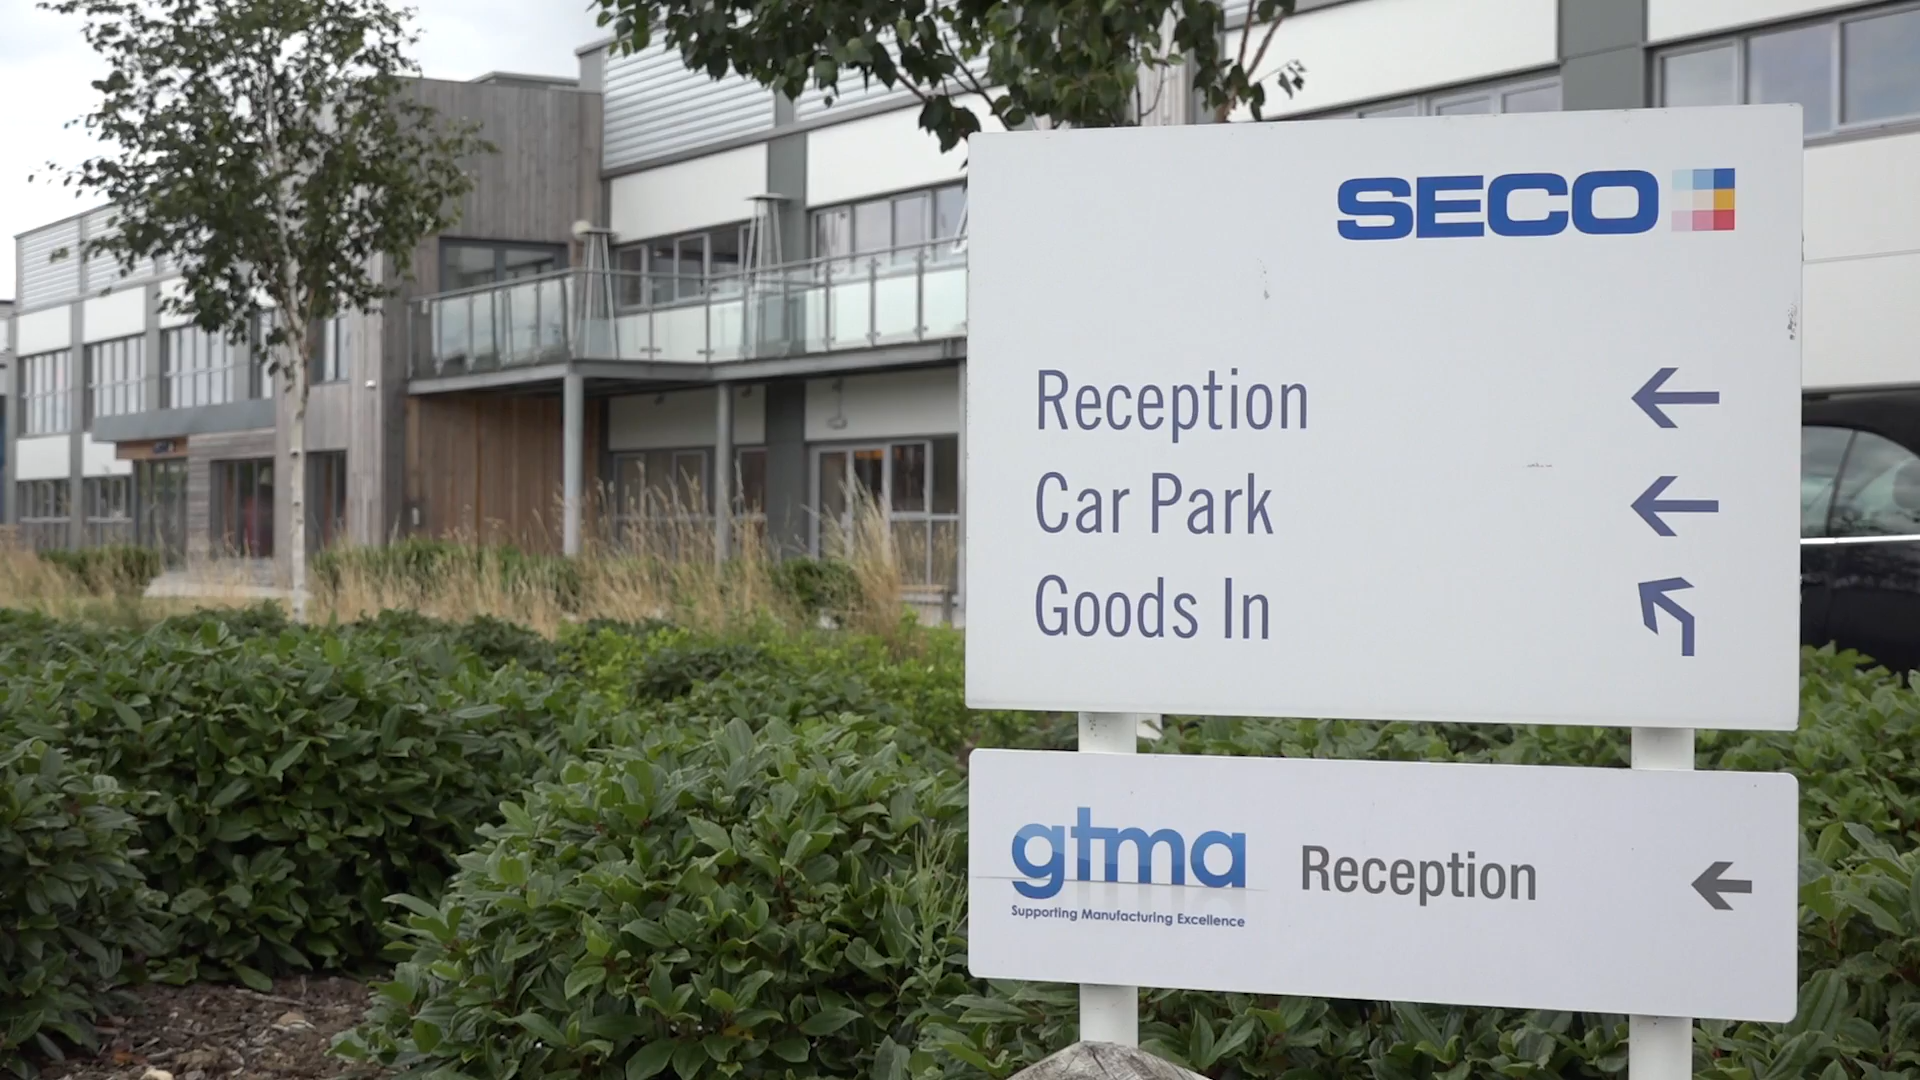 SECO
Reception
Car Park
Goods In
gtma
Supporting Manufacturing Excellence
Reception